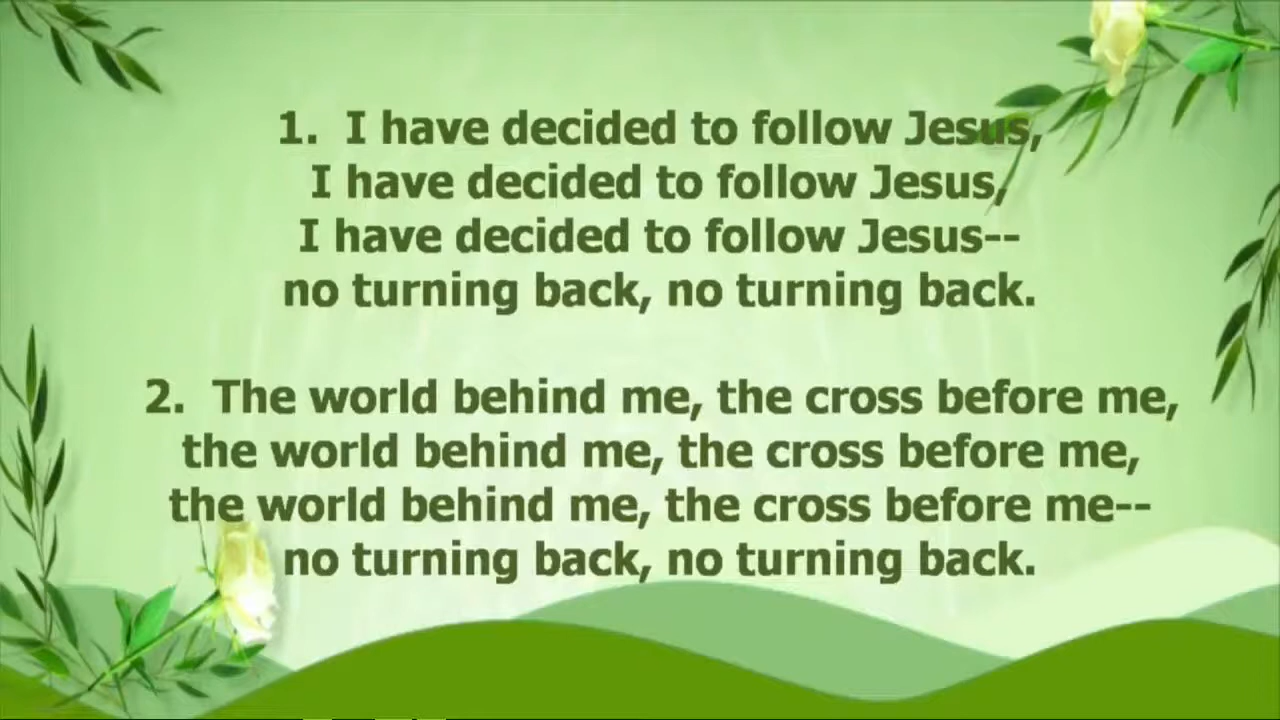 1. I have decided to follow Jesus,
I have decided to follow Jesus,
I have decided to follow Jesus--
no turning back, no turning back.
2. The world behind me, the cross before me,
the world behind me, the cross before me,
the world behind me, the cross before me--
no turning back, no turning back.